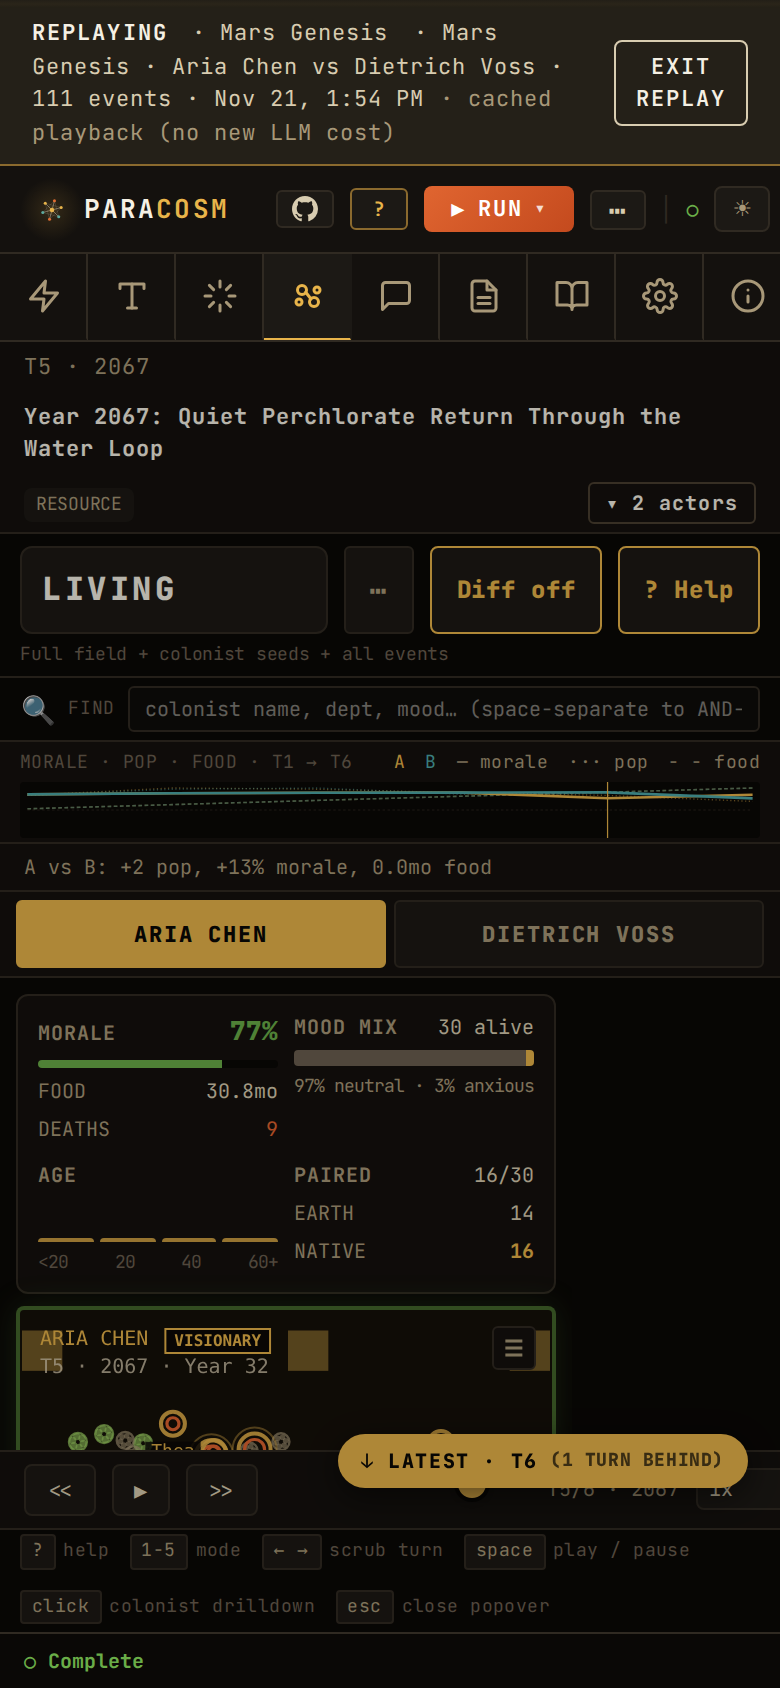 REPLAYING · Mars Genesis · Mars
Genesis · Aria Chen vs Dietrich Voss ·
111 events · Nov 21, 1:54 PM · cached
playback (no new LLM cost)
EXIT
REPLAY
PARACOSM
?
▶ RUN ▾
…
T5 · 2067
Year 2067: Quiet Perchlorate Return Through the
Water Loop
RESOURCE
▾ 2 actors
LIVING
…
Diff off
? Help
Full field + colonist seeds + all events
FIND
colonist name, dept, mood… (space-separate to AND-
MORALE · POP · FOOD · T1 → T6 A B — morale ··· pop - - food
A vs B: +2 pop, +13% morale, 0.0mo food
ARIA CHEN
DIETRICH VOSS
MORALE 77%
FOOD 30.8mo
DEATHS 9
MOOD MIX 30 alive
97% neutral · 3% anxious
AGE
<20 20 40 60+
PAIRED 16/30
EARTH 14
NATIVE 16
ARIA CHEN VISIONARY
T5 · 2067 · Year 32
↓ LATEST · T6 (1 TURN BEHIND)
<< ▶ >>
T5/6 · 2067
1x
? help 1-5 mode ← → scrub turn space play / pause
click colonist drilldown esc close popover
Complete